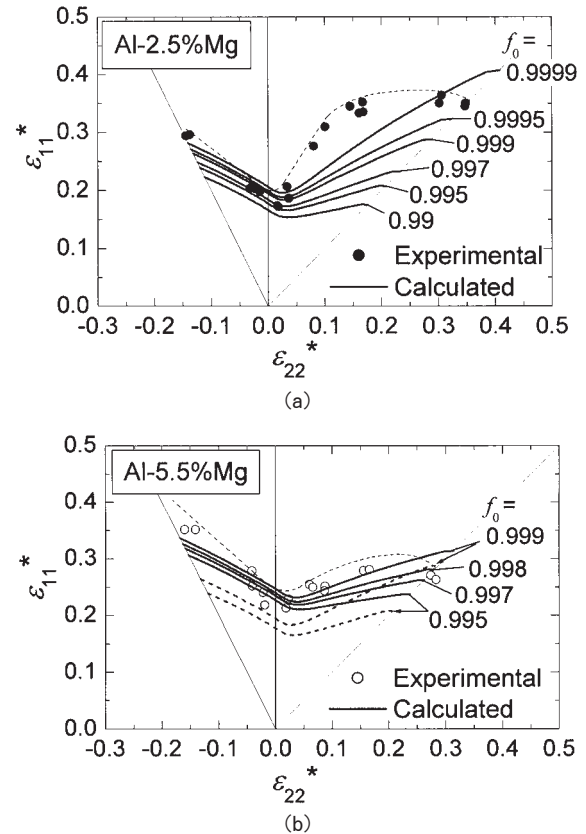 (a)
Al-2.5%Mg
f₀ =
0.9999
0.9995
0.999
0.997
0.995
0.99
Experimental
Calculated
ε₁₁*
0.5
0.4
0.3
0.2
0.1
0.0
-0.3 -0.2 -0.1 0.0 0.1 0.2 0.3 0.4 0.5
ε₂₂*
(a)
Al-5.5%Mg
f₀ =
0.999
0.998
0.997
0.995
Experimental
Calculated
ε₁₁*
0.5
0.4
0.3
0.2
0.1
0.0
-0.3 -0.2 -0.1 0.0 0.1 0.2 0.3 0.4 0.5
ε₂₂*
(b)